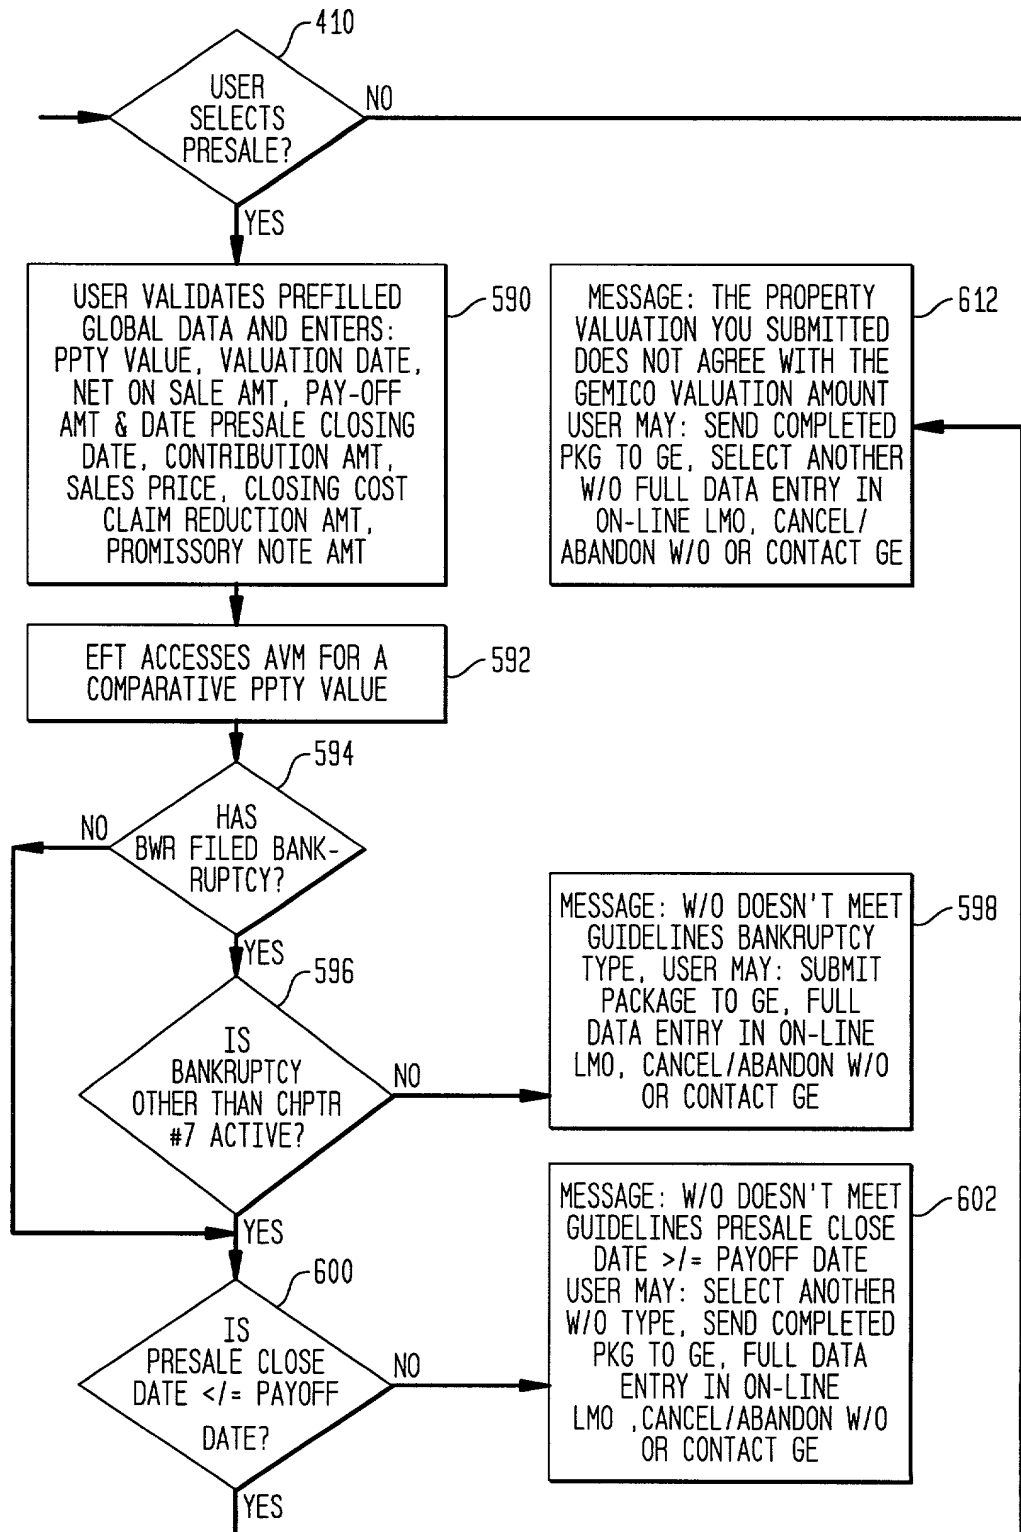 410
USER
SELECTS
PRESALE?
NO
YES
USER VALIDATES PREFILLED
GLOBAL DATA AND ENTERS:
PPTY VALUE, VALUATION DATE,
NET ON SALE AMT, PAY-OFF
AMT & DATE PRESALE CLOSING
DATE, CONTRIBUTION AMT,
SALES PRICE, CLOSING COST
CLAIM REDUCTION AMT,
PROMISSORY NOTE AMT
590
MESSAGE: THE PROPERTY
VALUATION YOU SUBMITTED
DOES NOT AGREE WITH THE
GEMICO VALUATION AMOUNT
USER MAY: SEND COMPLETED
PKG TO GE, SELECT ANOTHER
W/O FULL DATA ENTRY IN
ON-LINE LMO, CANCEL/
ABANDON W/O OR CONTACT GE
612
EFT ACCESSES AVM FOR A
COMPARATIVE PPTY VALUE
592
594
HAS
BWR FILED BANK-
RUPTCY?
NO
YES
596
IS
BANKRUPTCY
OTHER THAN CHPTR
#7 ACTIVE?
NO
YES
MESSAGE: W/O DOESN'T MEET
GUIDELINES BANKRUPTCY
TYPE, USER MAY: SUBMIT
PACKAGE TO GE, FULL
DATA ENTRY IN ON-LINE
LMO, CANCEL/ABANDON W/O
OR CONTACT GE
598
600
IS
PRESALE CLOSE
DATE </= PAYOFF
DATE?
NO
YES
MESSAGE: W/O DOESN'T MEET
GUIDELINES PRESALE CLOSE
DATE >/= PAYOFF DATE
USER MAY: SELECT ANOTHER
W/O TYPE, SEND COMPLETED
PKG TO GE, FULL DATA
ENTRY IN ON-LINE
LMO ,CANCEL/ABANDON W/O
OR CONTACT GE
602